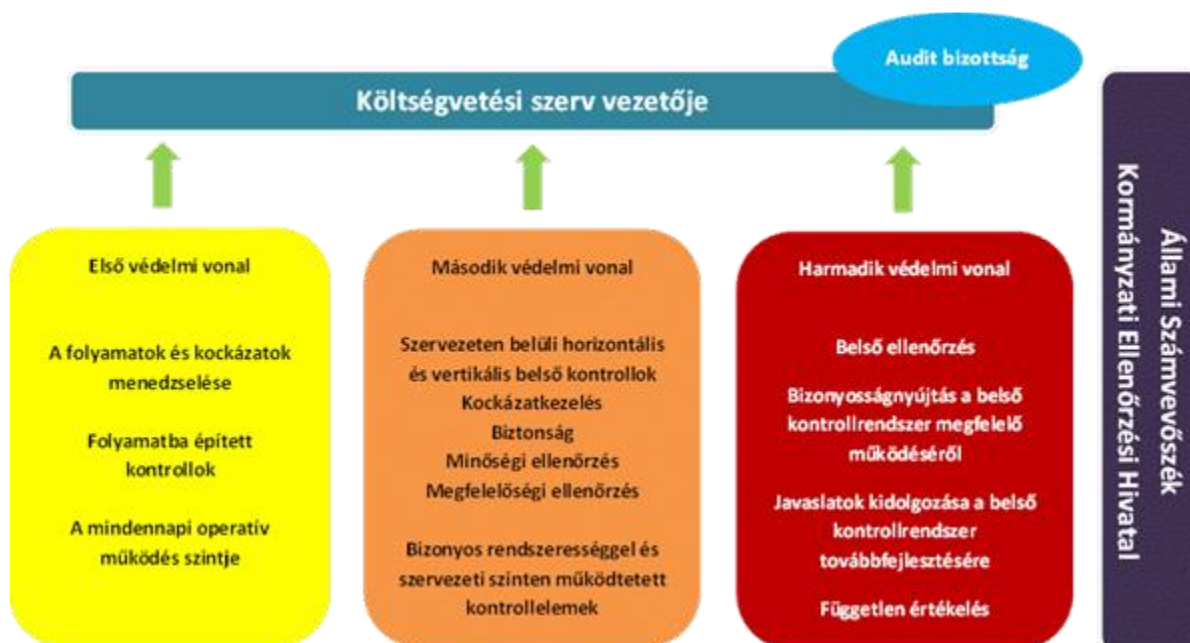 Audit bizottság
Költségvetési szerv vezetője
Első védelmi vonal
A folyamatok és kockázatok
menedzselése
Folyamatba épített
kontrollok
A mindennapi operatív
működés szintje
Második védelmi vonal
Szervezeten belüli horizontális
és vertikális belső kontrollok
Kockázatkezelés
Biztonság
Minőségi ellenőrzés
Megfelelőségi ellenőrzés
Bizonyos rendszerességgel és
szervezeti szinten működtetett
kontrollelemek
Harmadik védelmi vonal
Belső ellenőrzés
Bizonyosságnyújtás a belső
kontrollrendszer megfelelő
működéséről
Javaslatok kidolgozása a belső
kontrollrendszer
továbbfejlesztésére
Független értékelés
Állami Számvevőszék
Kormányzati Ellenőrzési Hivatal